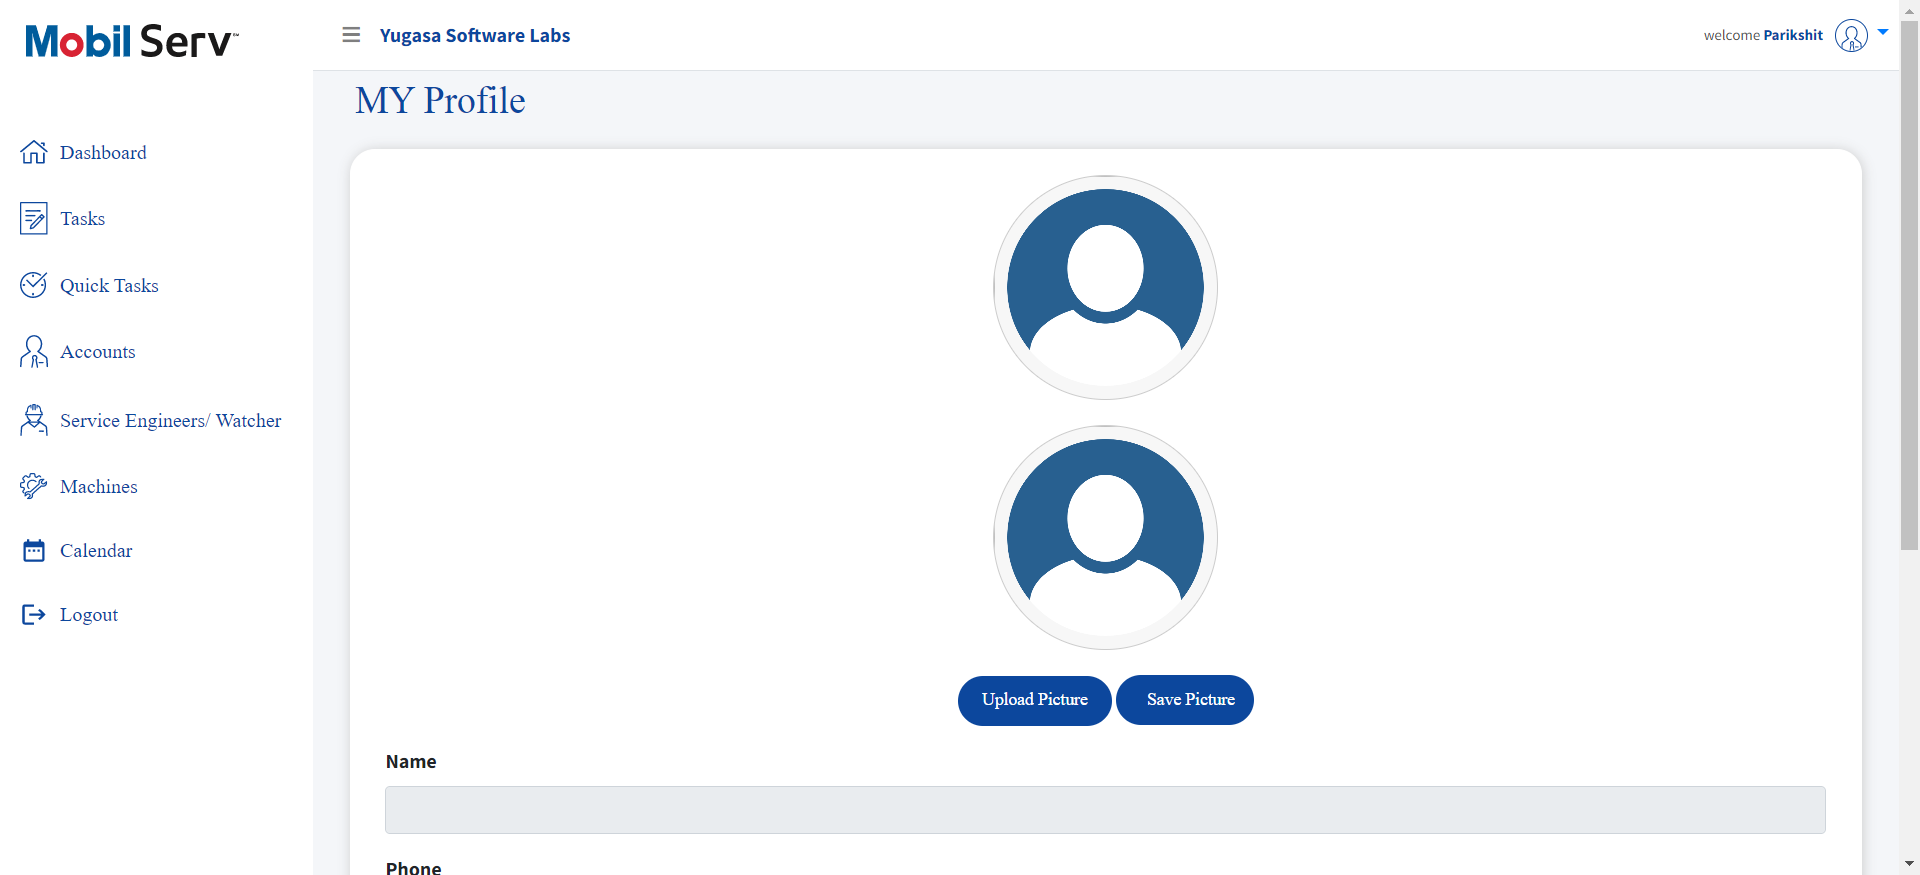 Mobil Serv™
Yugasa Software Labs
welcome Parikshit
MY Profile
Dashboard
Tasks
Quick Tasks
Accounts
Service Engineers/ Watcher
Machines
Calendar
Logout
Upload Picture
Save Picture
Name
Phone